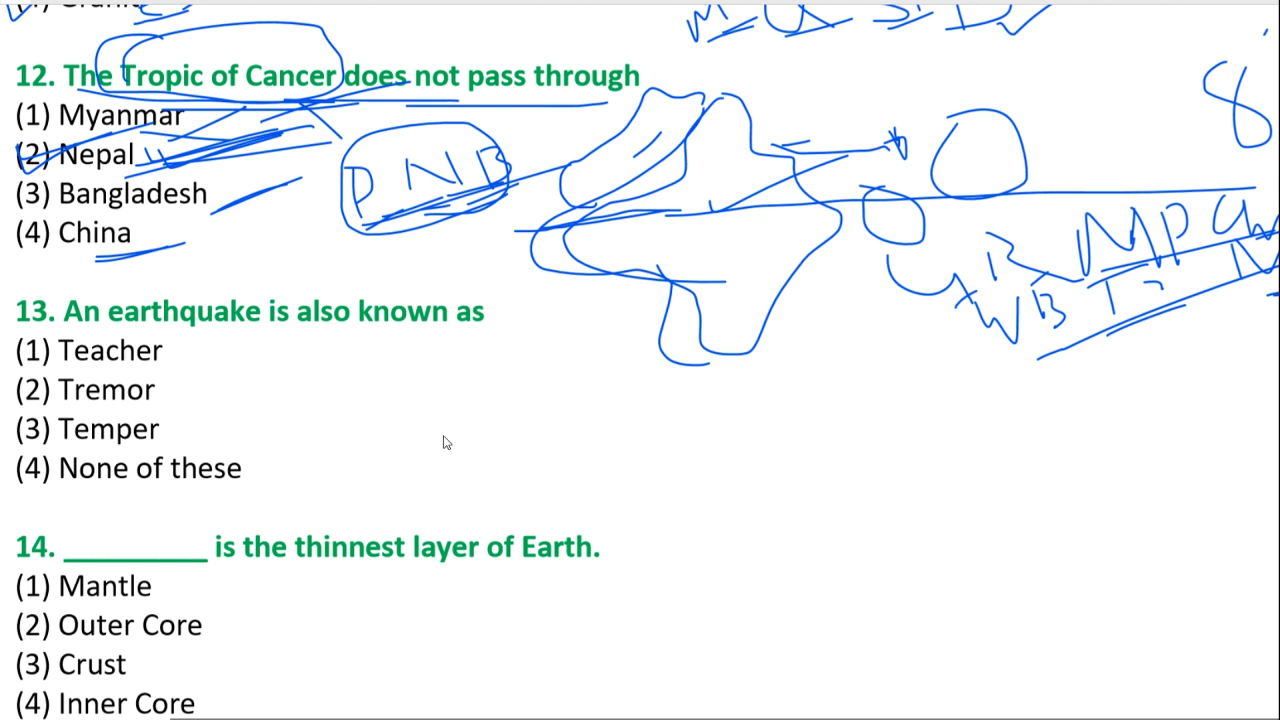 12. The Tropic of Cancer does not pass through
(1) Myanmar
(2) Nepal
(3) Bangladesh
(4) China
PNB
8
R MP Ch
WB T
13. An earthquake is also known as
(1) Teacher
(2) Tremor
(3) Temper
(4) None of these
14. __________ is the thinnest layer of Earth.
(1) Mantle
(2) Outer Core
(3) Crust
(4) Inner Core